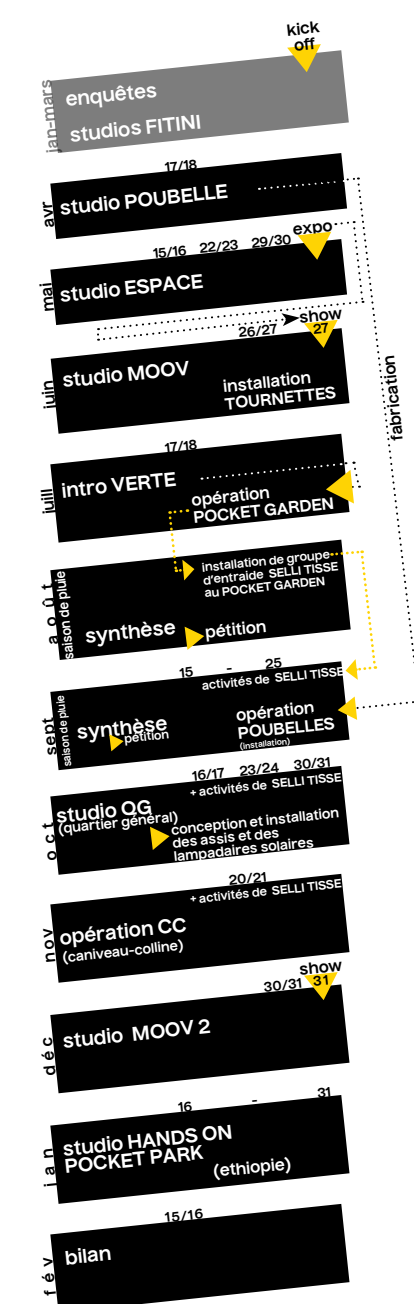 kick
off
jan-mars
enquêtes
studios FITINI
17/18
avr
studio POUBELLE
expo
15/16 22/23 29/30
mai
studio ESPACE
show
26/27 27
juin
studio MOOV
installation
TOURNETTES
fabrication
17/18
juill
intro VERTE
opération
POCKET GARDEN
août
saison de pluie
installation de groupe
d'entraide SELLI TISSE
au POCKET GARDEN
synthèse
pétition
15 - 25
sept
saison de pluie
activités de SELLI TISSE
synthèse
pétition
opération
POUBELLES
(installation)
16/17 23/24 30/31
oct
+ activités de SELLI TISSE
studio QG
(quartier général)
conception et installation
des assis et des
lampadaires solaires
20/21
nov
+ activités de SELLI TISSE
opération CC
(caniveau-colline)
show
30/31 31
déc
studio MOOV 2
16 - 31
jan
studio HANDS ON
POCKET PARK
(ethiopie)
15/16
fév
bilan